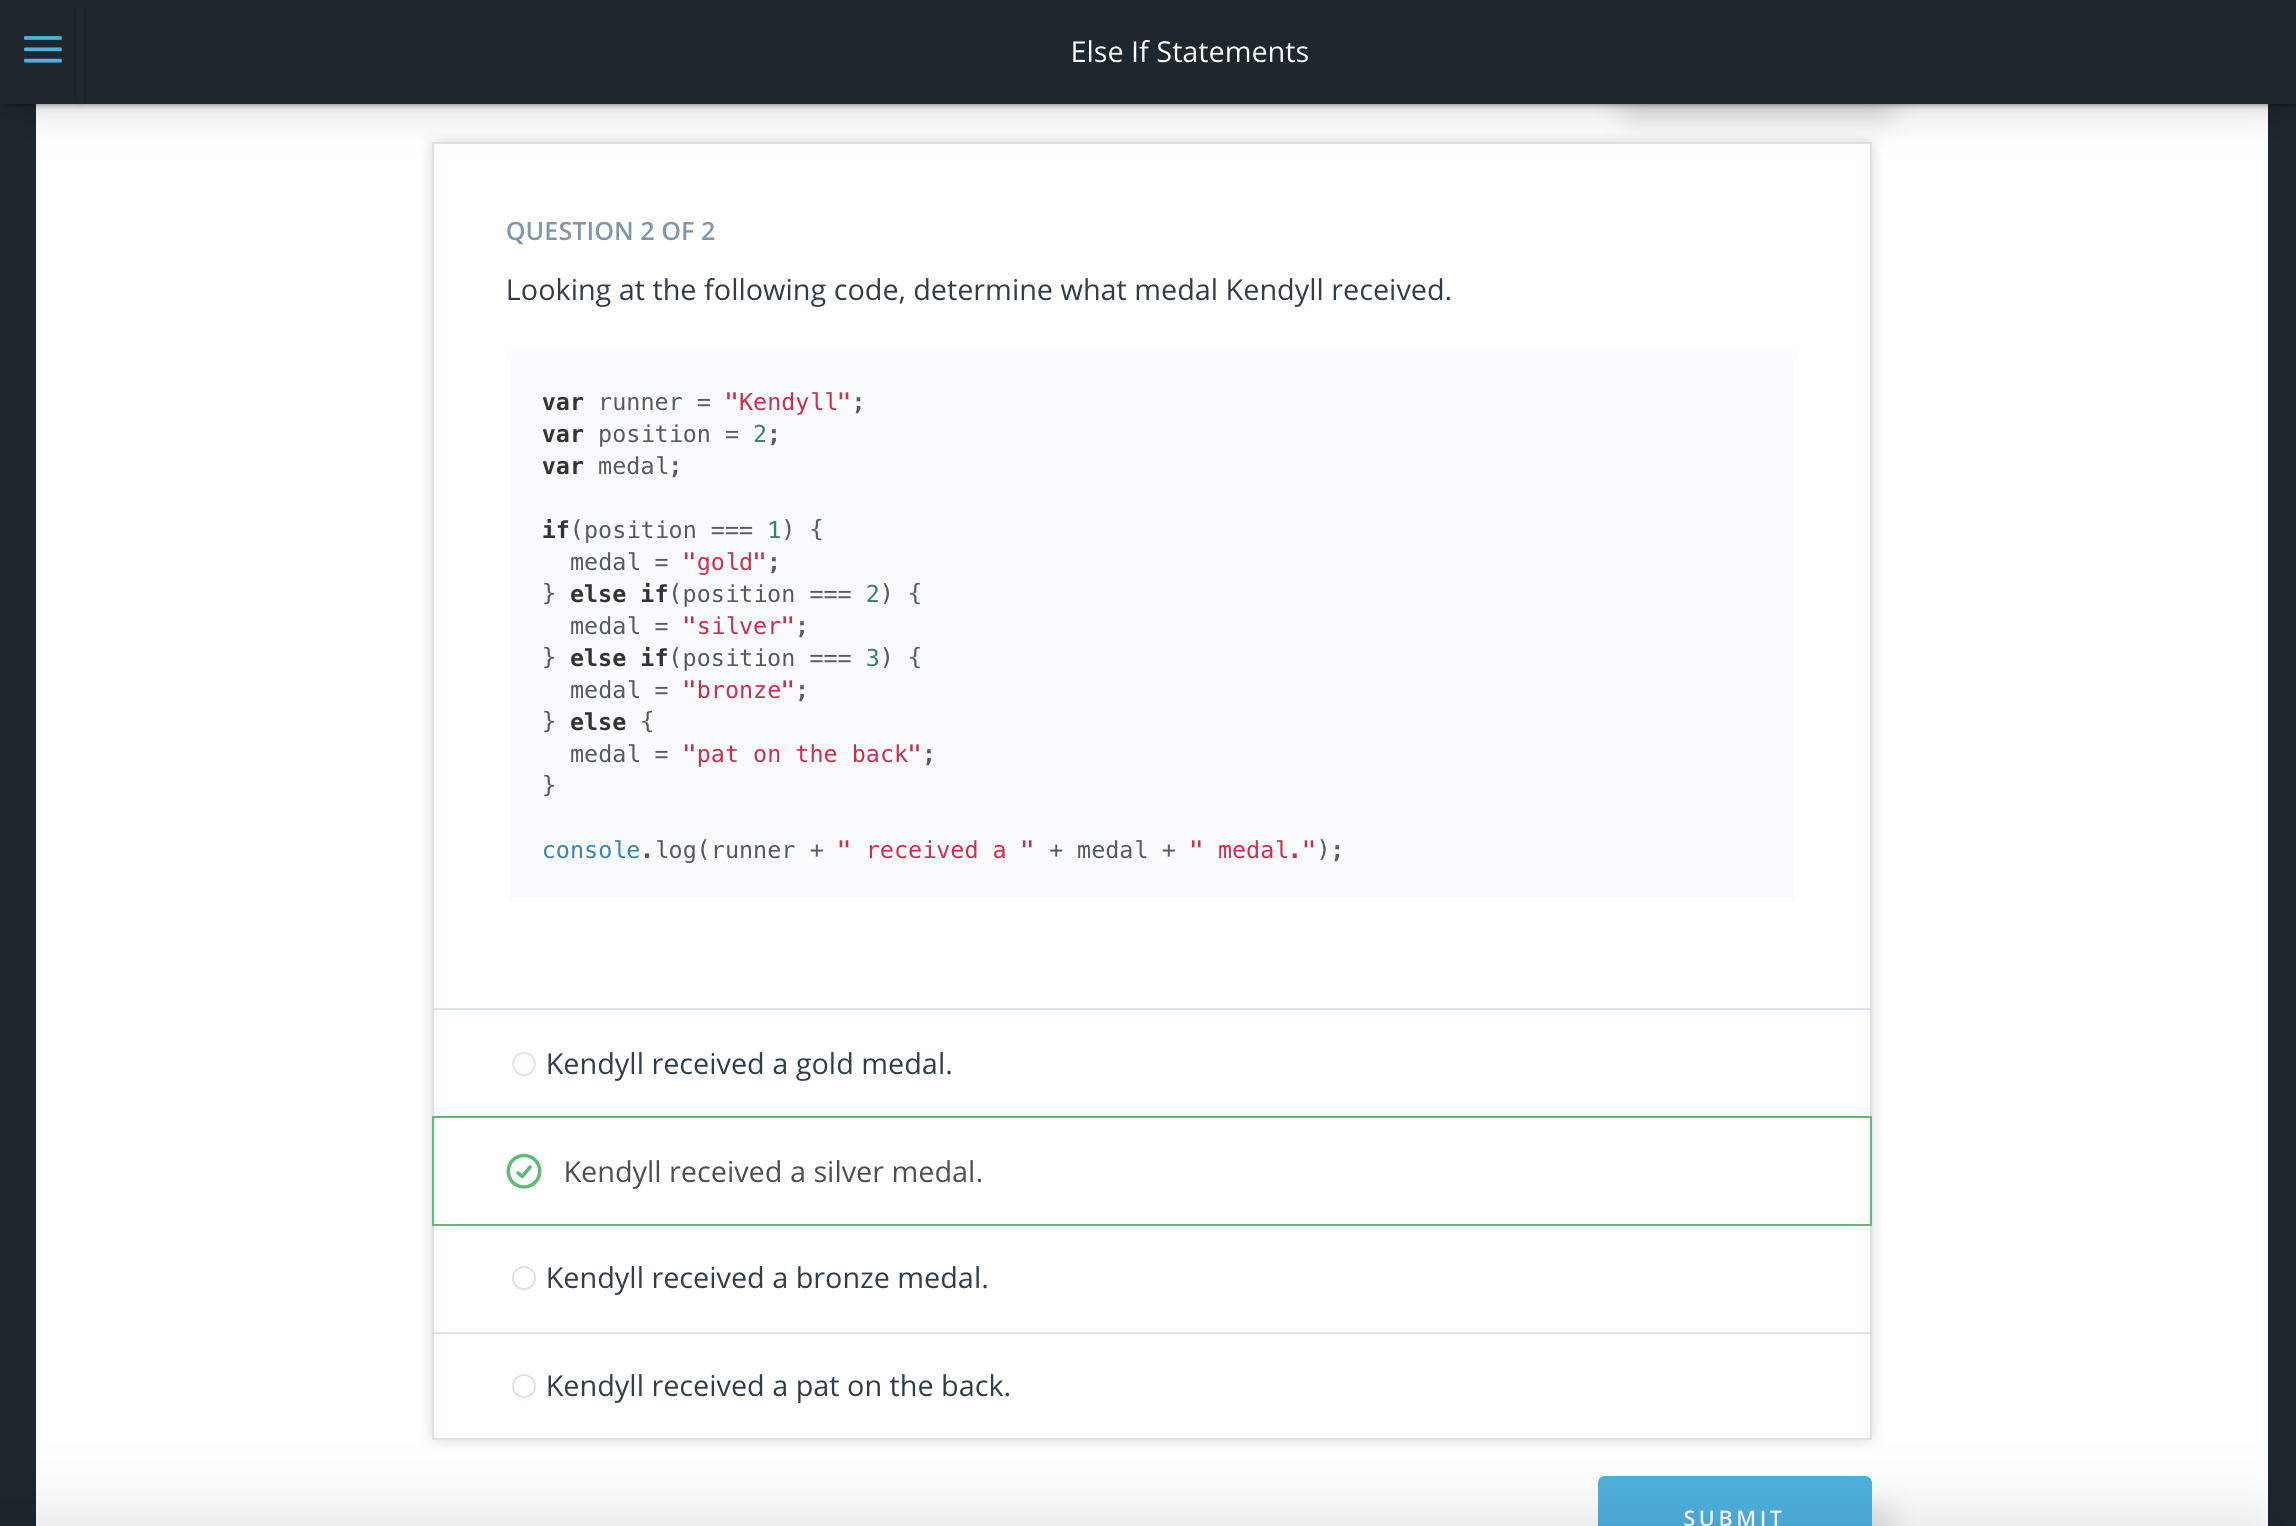 Else If Statements
QUESTION 2 OF 2
Looking at the following code, determine what medal Kendyll received.
var runner = "Kendyll";
var position = 2;
var medal;
if(position === 1) {
  medal = "gold";
} else if(position === 2) {
  medal = "silver";
} else if(position === 3) {
  medal = "bronze";
} else {
  medal = "pat on the back";
}
console.log(runner + " received a " + medal + " medal.");
Kendyll received a gold medal.
Kendyll received a silver medal.
Kendyll received a bronze medal.
Kendyll received a pat on the back.
SUBMIT